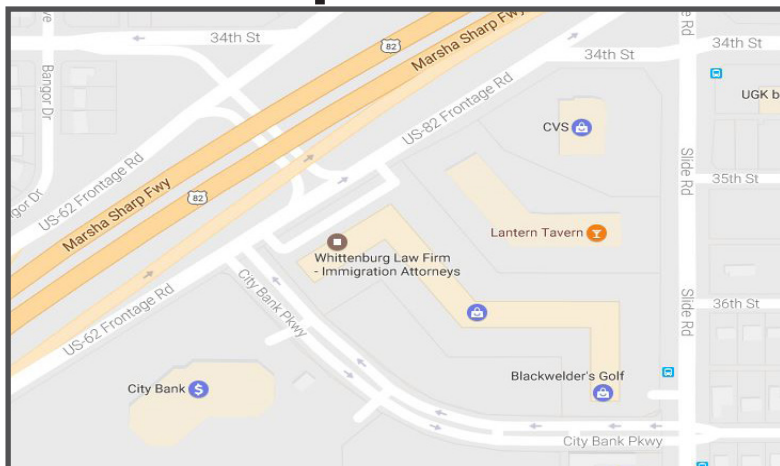 34th St
82
Marsha Sharp Fwy
34th St
34th St
Bangor Dr
UGK b
US-82 Frontage Rd
CVS
US-62 Frontage Rd
Slide Rd
35th St
Marsha Sharp Fwy
82
Lantern Tavern
Whittenburg Law Firm
- Immigration Attorneys
City Bank Pkwy
36th St
Slide Rd
US-62 Frontage Rd
Blackwelder's Golf
City Bank
$
City Bank Pkwy